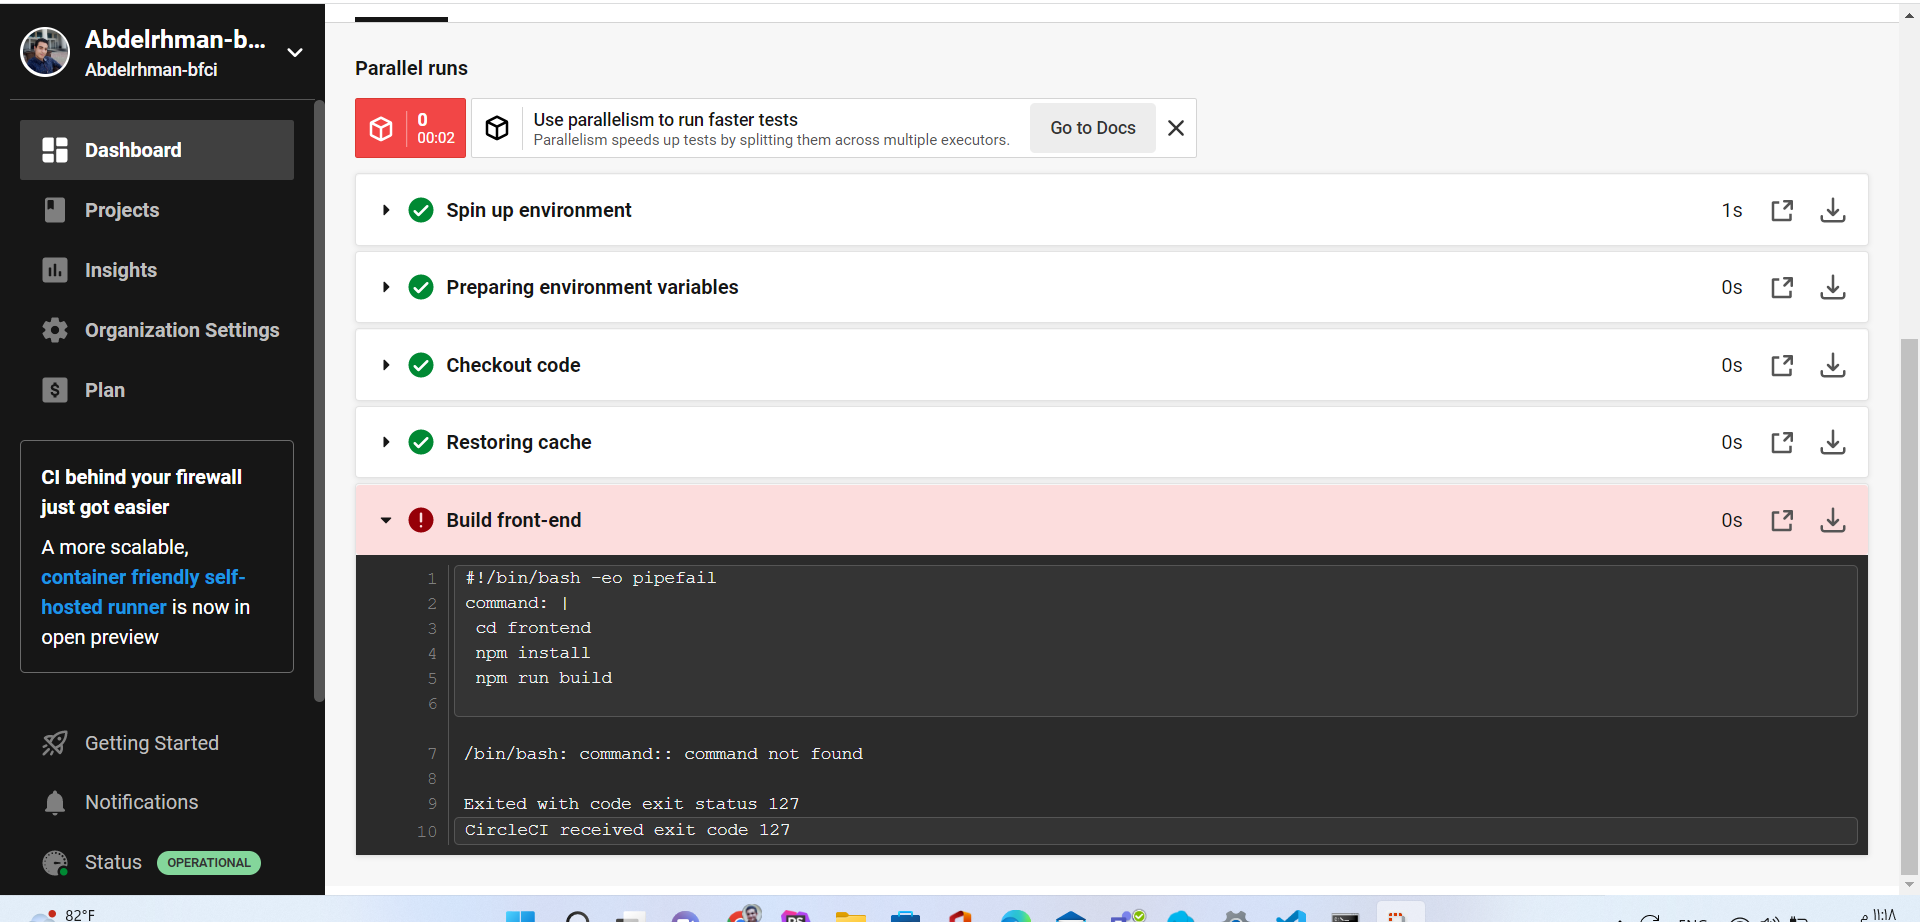 Abdelrhman-b...
Abdelrhman-bfci
Dashboard
Projects
Insights
Organization Settings
Plan
CI behind your firewall
just got easier
A more scalable,
container friendly self-
hosted runner is now in
open preview
Getting Started
Notifications
Status OPERATIONAL
Parallel runs
0
00:02
Use parallelism to run faster tests
Parallelism speeds up tests by splitting them across multiple executors.
Go to Docs
Spin up environment 1s
Preparing environment variables 0s
Checkout code 0s
Restoring cache 0s
Build front-end 0s
1 #!/bin/bash -eo pipefail
2 command: |
3 cd frontend
4 npm install
5 npm run build
6
7 /bin/bash: command:: command not found
8
9 Exited with code exit status 127
10 CircleCI received exit code 127
82°F